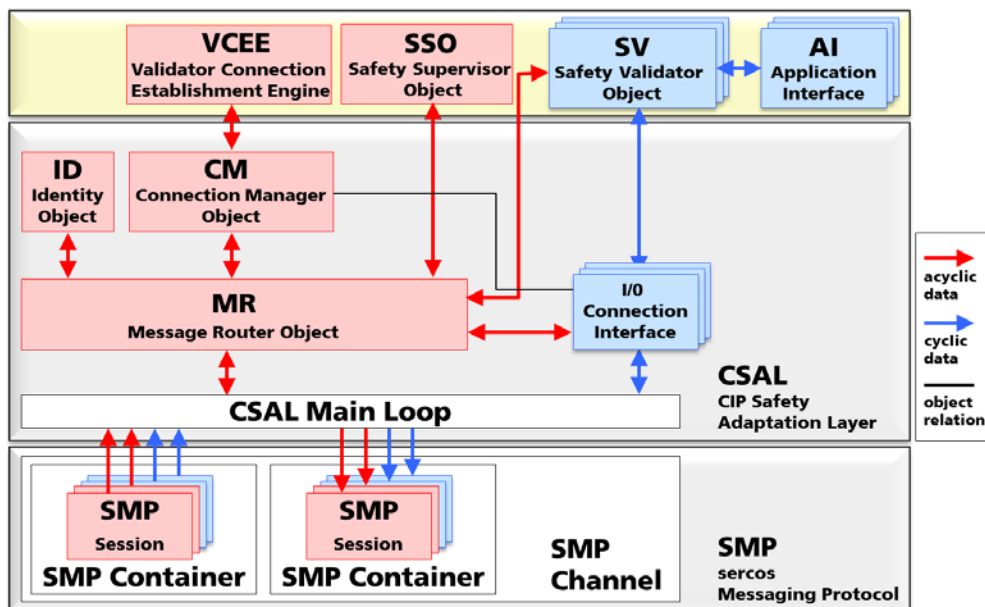 VCEE
Validator Connection
Establishment Engine
SSO
Safety Supervisor
Object
SV
Safety Validator
Object
AI
Application
Interface
ID
Identity
Object
CM
Connection Manager
Object
MR
Message Router Object
I/0
Connection
Interface
CSAL Main Loop
CSAL
CIP Safety
Adaptation Layer
acyclic
data
cyclic
data
object
relation
SMP
Session
SMP Container
SMP
Session
SMP Container
SMP
Channel
SMP
sercos
Messaging Protocol